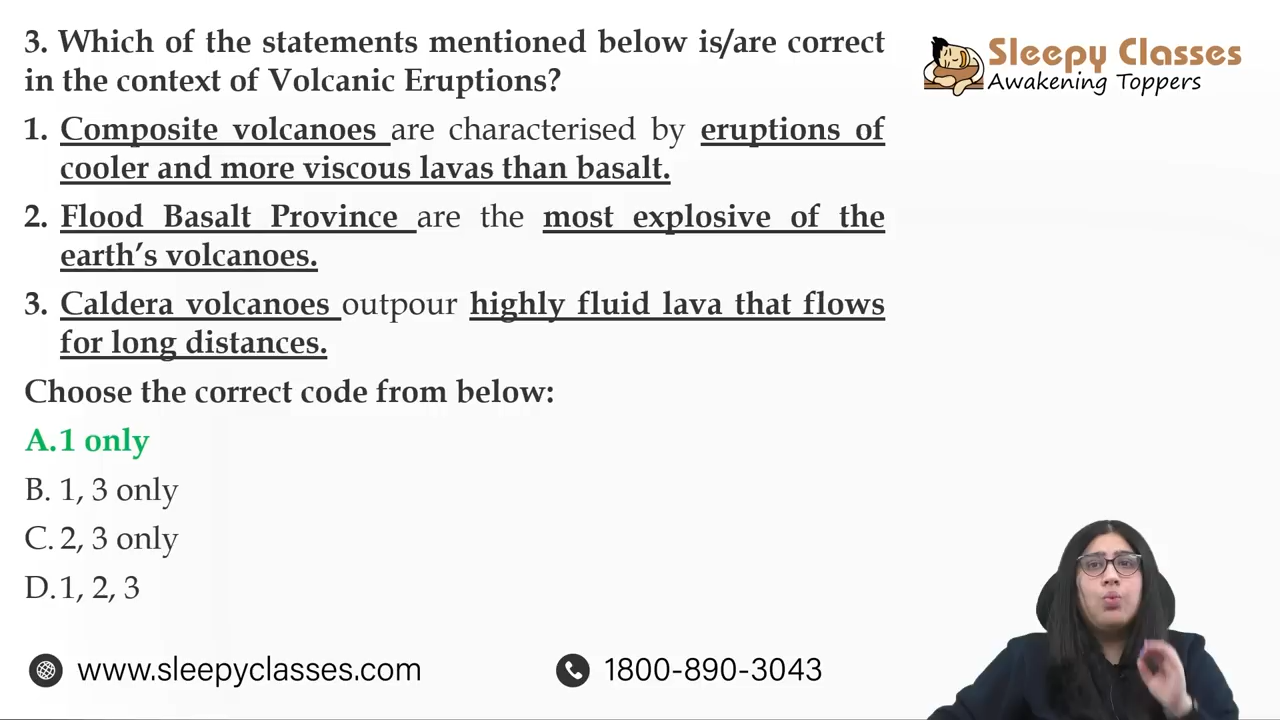 3. Which of the statements mentioned below is/are correct
in the context of Volcanic Eruptions?
1. Composite volcanoes are characterised by eruptions of
cooler and more viscous lavas than basalt.
2. Flood Basalt Province are the most explosive of the
earth's volcanoes.
3. Caldera volcanoes outpour highly fluid lava that flows
for long distances.
Choose the correct code from below:
A. 1 only
B. 1, 3 only
C. 2, 3 only
D. 1, 2, 3
Sleepy Classes
Awakening Toppers
www.sleepyclasses.com
1800-890-3043